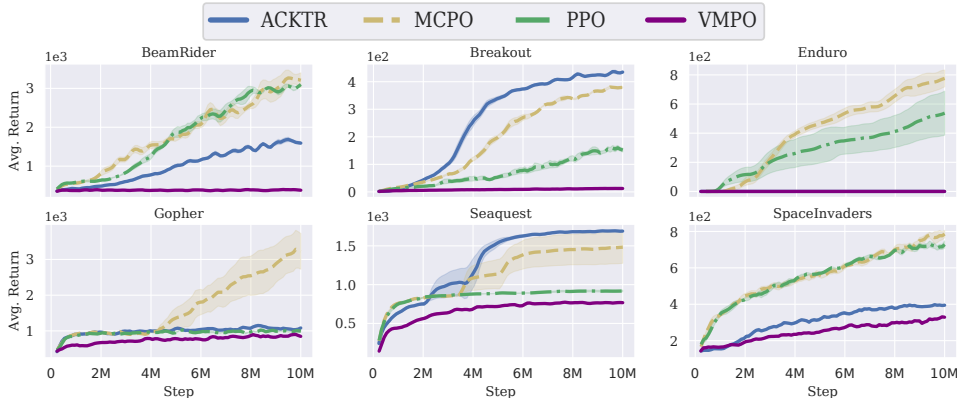 ACKTR MCPO PPO VMPO
BeamRider Breakout Enduro
1e3 1e2 1e2
Avg. Return
3
2
1
4
3
2
1
0
8
6
4
2
0
Gopher Seaquest SpaceInvaders
1e3 1e3 1e2
Avg. Return
3
2
1
1.5
1.0
0.5
8
6
4
2
0 2M 4M 6M 8M 10M 0 2M 4M 6M 8M 10M 0 2M 4M 6M 8M 10M
Step Step Step